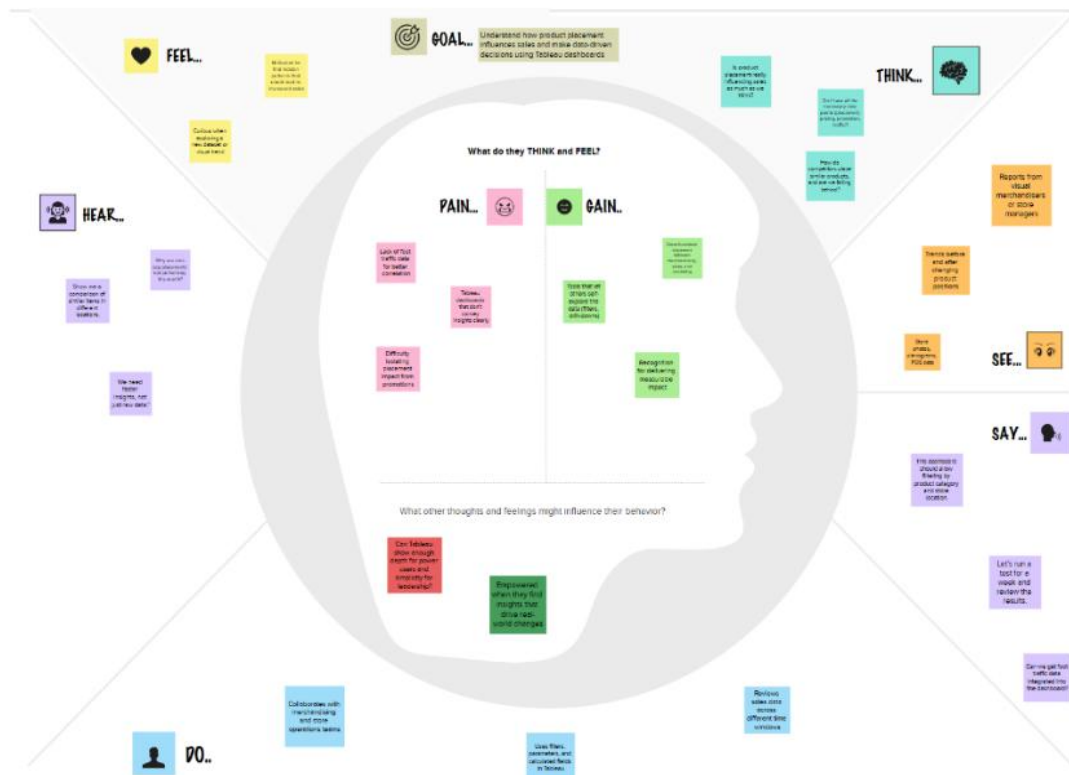 GOAL...
Understand how product placement
influences sales and make data-driven
decisions using Tableau dashboards
FEEL...
Curious when
exploring a
new dataset or
visual trend
THINK...
Is product
placement really
influencing sales
as much as we
think?
How do
competitors place
similar products,
and are we falling
behind?
What do they THINK and FEEL?
PAIN...
GAIN..
Lack of foot
traffic data
for better
correlation
Tableau
dashboards
that don't
convey
insights clearly
Difficulty
isolating
placement
impact from
promotions
Tools that let
others self-
explore the
data (filters,
drill-downs)
Recognition
for delivering
measurable
impact
HEAR...
Show me a
comparison of
similar items in
different
locations.
We need
faster
insights, not
just raw data."
Reports from
visual
merchandisers
or store
managers
Trends before
and after
changing
product
positions
Store
photos,
planograms,
POS data
SEE...
SAY...
This dashboard
should allow
filtering by
product category
and store
location.
Let's run a
test for a
week and
review the
results.
Can we get foot
traffic data
integrated into
the dashboard?
What other thoughts and feelings might influence their behavior?
Can Tableau
show enough
depth for power
users and
simplicity for
leadership?
Empowered
when they find
insights that
drive real-
world changes
DO..
Collaborates with
merchandising
and store
operations teams
Uses filters,
parameters, and
calculated fields
in Tableau
Reviews
sales data
across
different time
windows